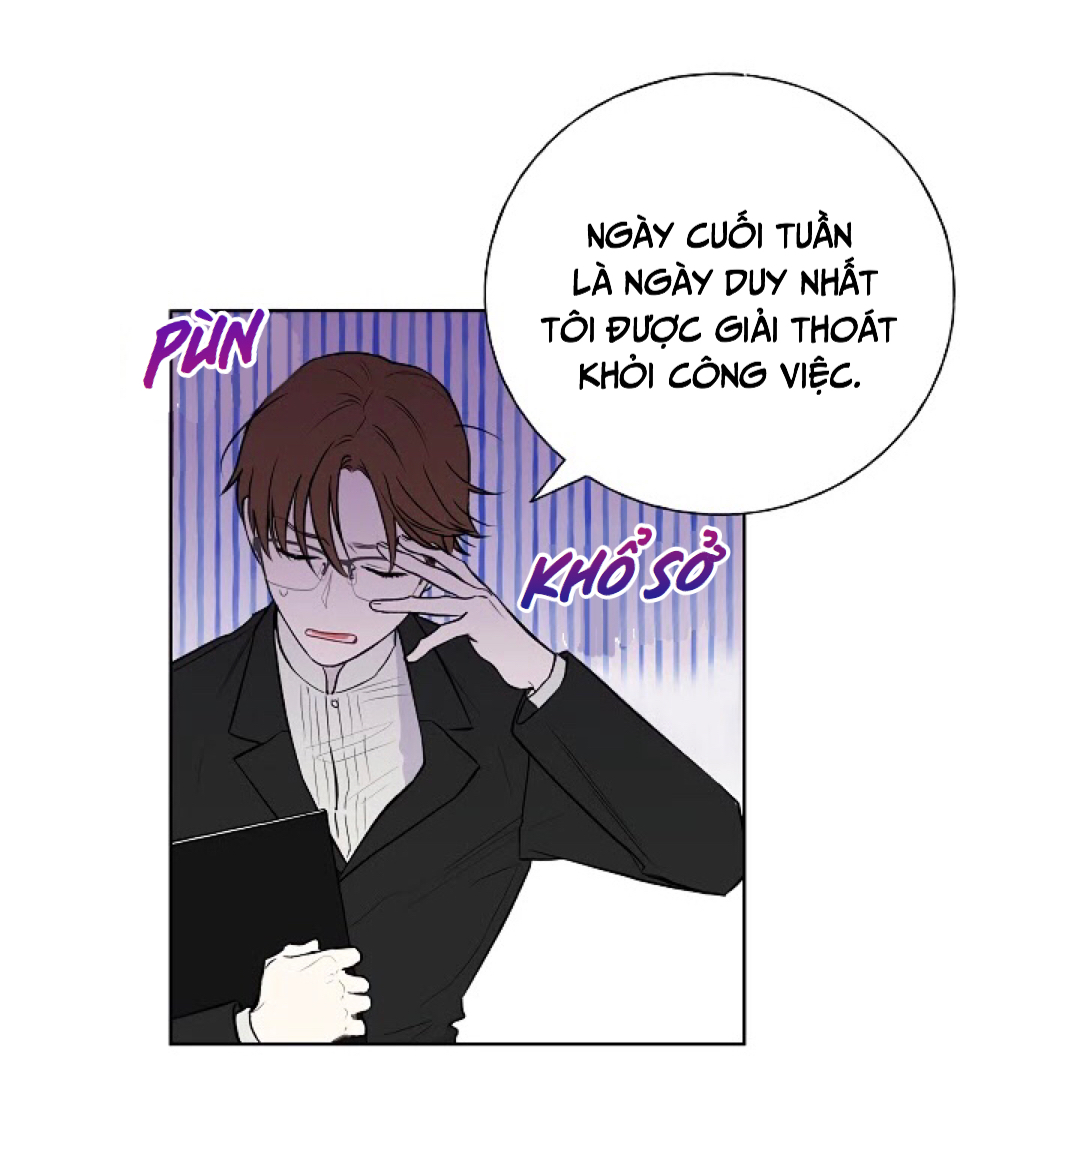 NGÀY CUỐI TUẦN
LÀ NGÀY DUY NHẤT
TÔI ĐƯỢC GIẢI THOÁT
KHỎI CÔNG VIỆC.
PÙN
KHỔ SỞ